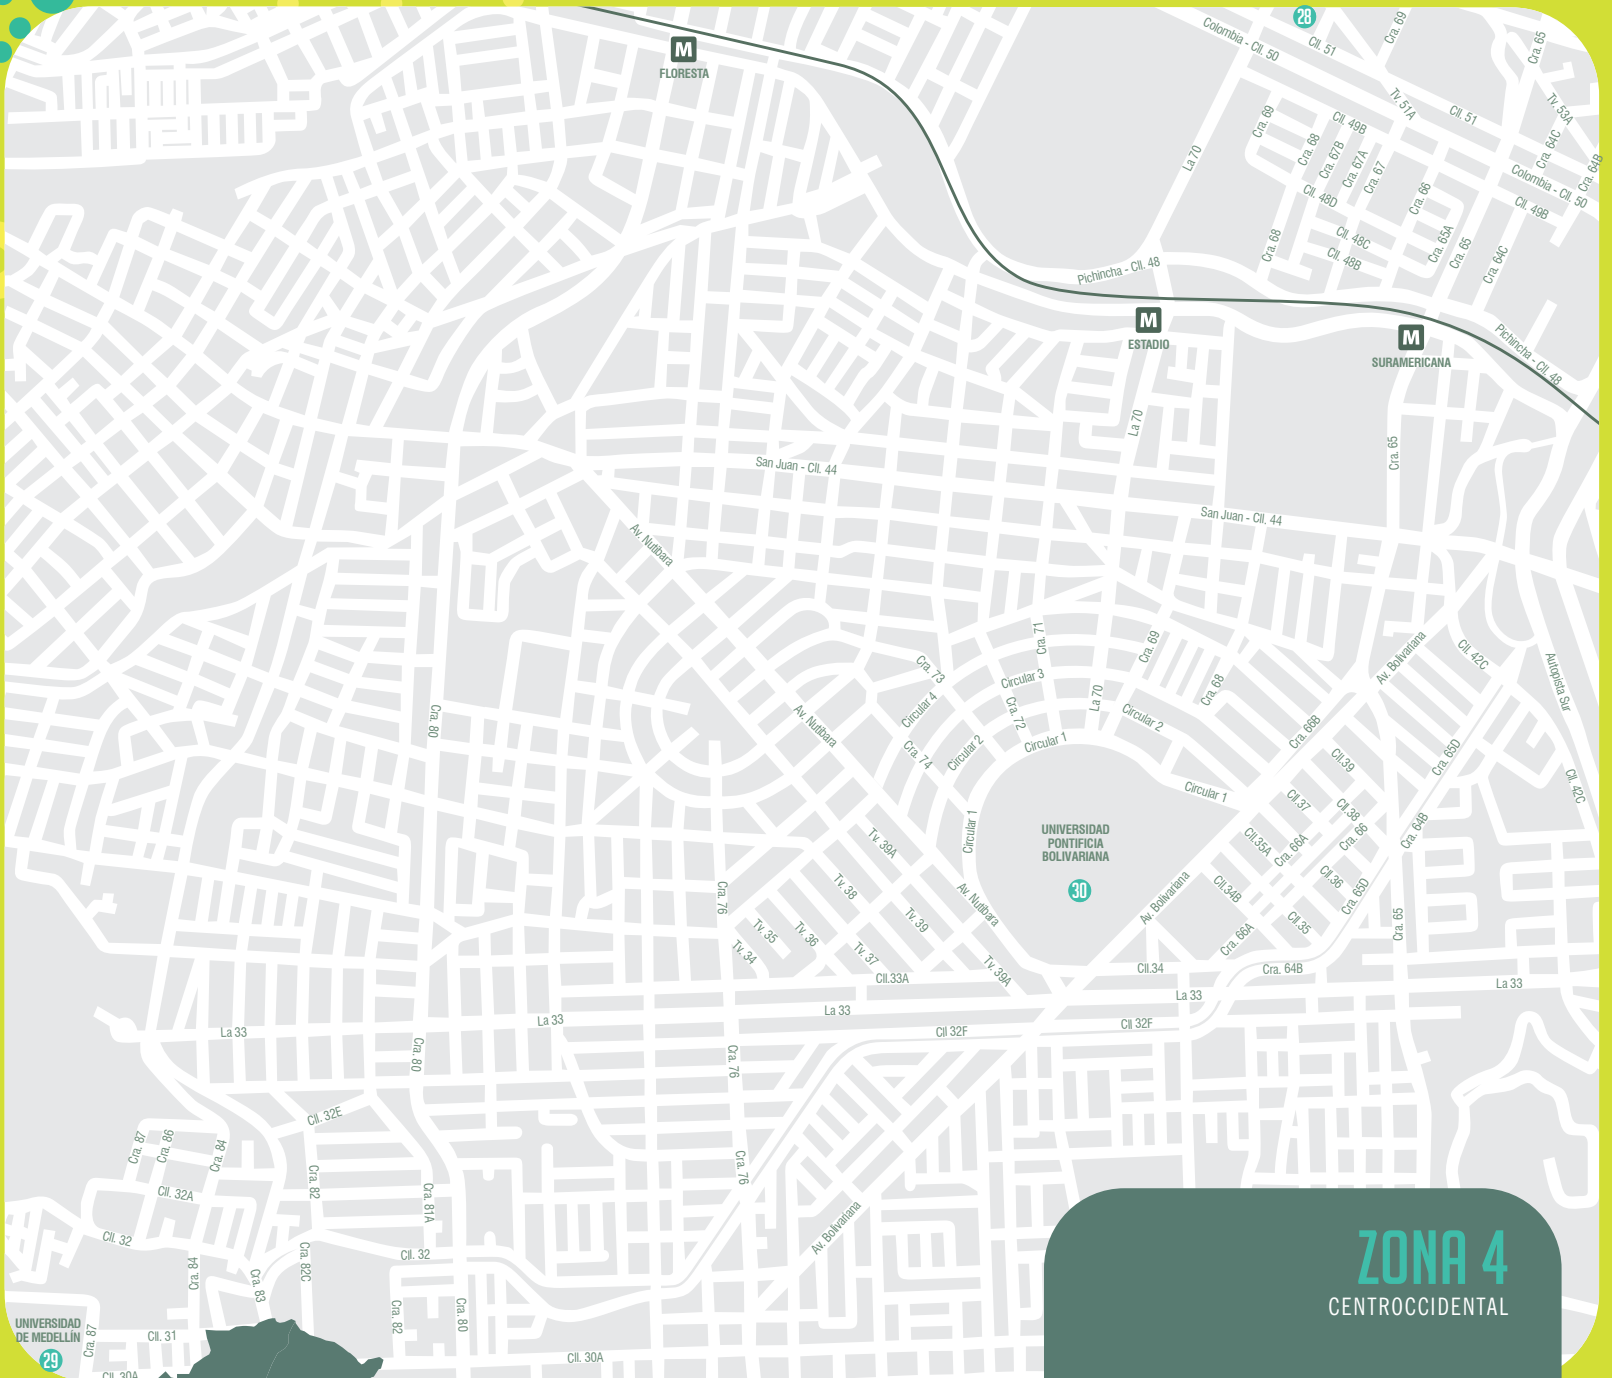 28
Colombia - Cll. 50
Cll. 51
Cra. 69
Cra. 65
M
FLORESTA
Tv. 51A
Cll. 51
Tv. 53A
Cra. 69
Cll. 49B
Cra. 68
Cra. 67B
Cra. 67A
Cra. 67
Cra. 64C
Cra. 64B
La 70
Cll. 48D
Cra. 66
Colombia - Cll. 50
Cll. 49B
Cra. 68
Cll. 48C
Cll. 48B
Cra. 65A
Cra. 65
Cra. 64C
Pichincha - Cll. 48
M
ESTADIO
M
SURAMERICANA
Pichincha - Cll. 48
La 70
Cra. 65
San Juan - Cll. 44
San Juan - Cll. 44
Av. Nutibara
Cra. 71
Cra. 69
Av. Bolivariana
Cll. 42C
Autopista Sur
Cra. 73
Circular 3
Cra. 68
Circular 4
Cra. 72
La 70
Circular 2
Cra. 80
Av. Nutibara
Cra. 74
Circular 2
Circular 1
Cra. 66B
Cll.39
Cra. 65D
Cll. 42C
Circular 1
Cll.37
Cll.38
Circular 1
UNIVERSIDAD
PONTIFICIA
BOLIVARIANA
30
Tv. 39A
Cll.35A
Cra. 66A
Cra. 66
Cra. 64B
Cra. 76
Tv. 38
Av. Nutibara
Av. Bolivariana
Cll.34B
Cll.36
Cra. 65D
Tv. 35
Tv. 36
Tv. 39
Cll.35
Cra. 65
Tv. 34
Tv. 37
Cra. 66A
Cll.33A
Tv. 39A
Cll.34
Cra. 64B
La 33
La 33
La 33
La 33
La 33
Cll 32F
Cll 32F
Cra. 80
Cra. 76
Cll. 32E
Cra. 87
Cra. 86
Cra. 84
Cra. 82
Cra. 76
Cll. 32A
Cra. 81A
Av. Bolivariana
Cll. 32
Cll. 32
Cra. 84
Cra. 83
Cra. 82C
Cra. 82
Cra. 80
UNIVERSIDAD
DE MEDELLÍN
29
Cra. 87
Cll. 31
Cll. 30A
Cll. 30A
ZONA 4
CENTROCCIDENTAL